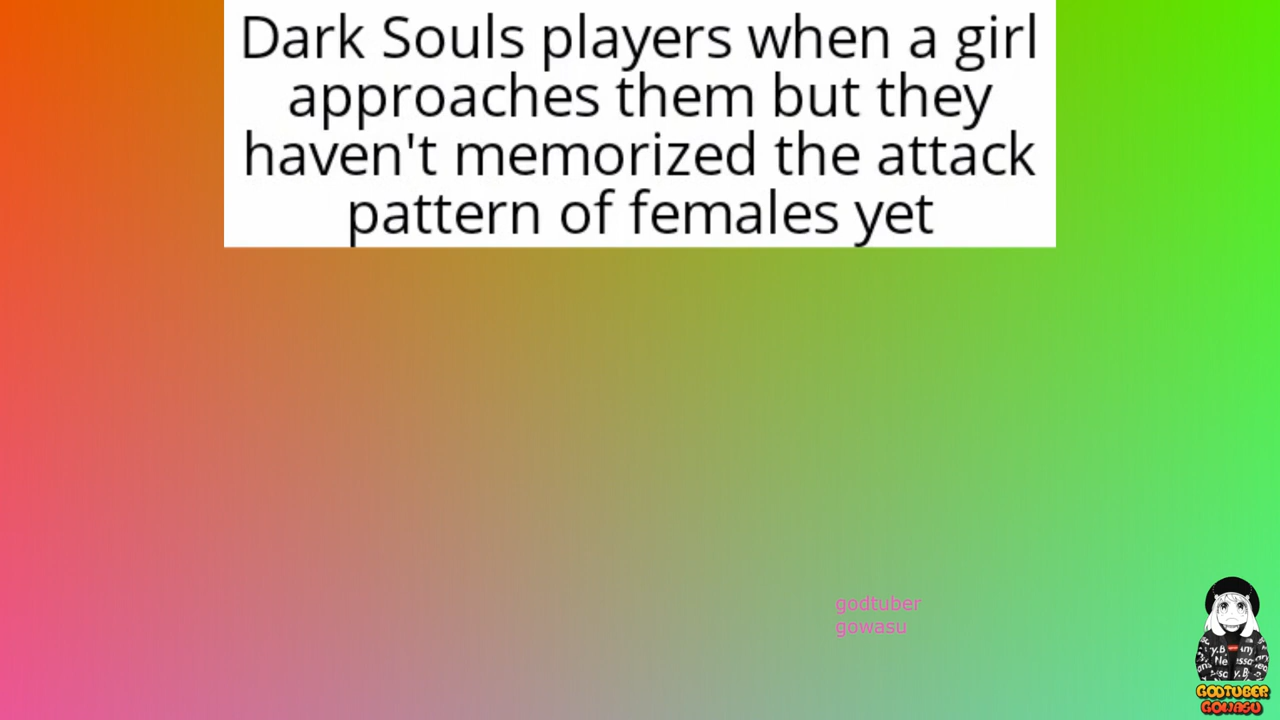 Dark Souls players when a girl
approaches them but they
haven't memorized the attack
pattern of females yet
godtuber
gowasu
GODTUBER
GOWASU